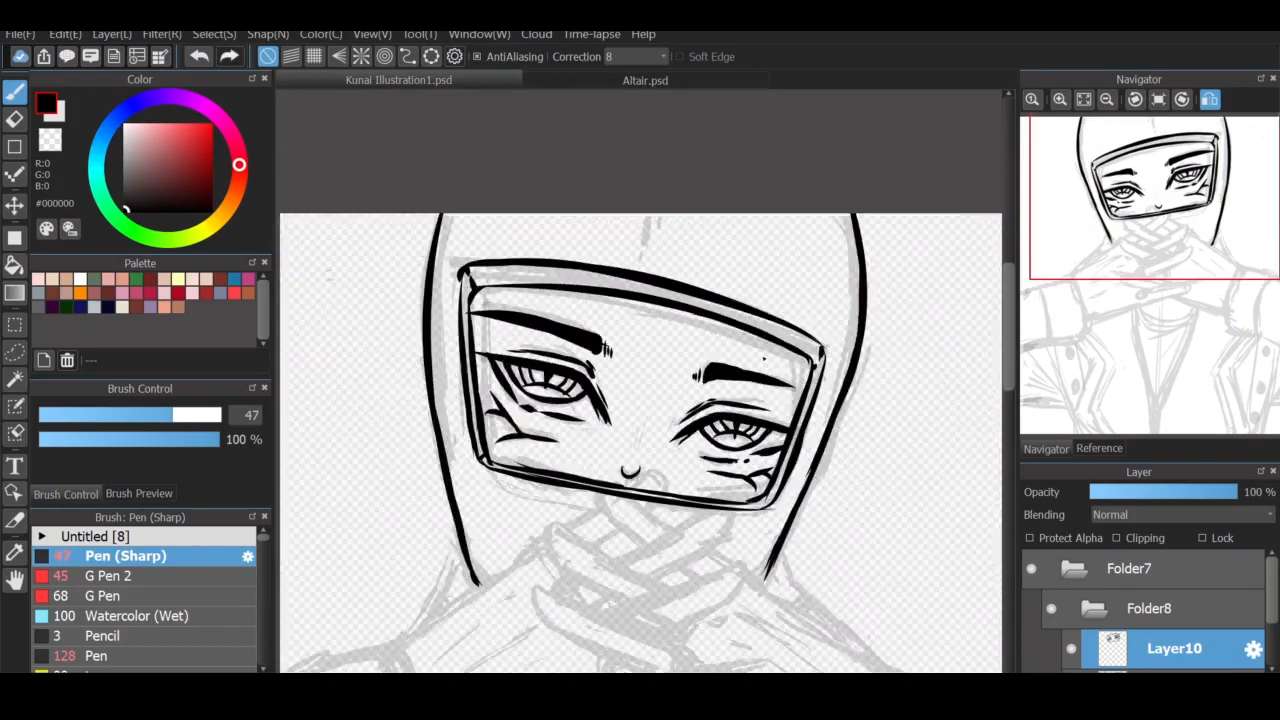 File(F) Edit(E) Layer(L) Filter(R) Select(S) Snap(N) Color(C) View(V) Tool(T) Window(W) Cloud Time-lapse Help
AntiAliasing Correction 8 Soft Edge
Color
Kunai Illustration1.psd Altair.psd
Navigator
R:0
G:0
B:0
#000000
Palette
---
Brush Control
47
100 %
Brush Control Brush Preview
Brush: Pen (Sharp)
Untitled [8]
47 Pen (Sharp)
45 G Pen 2
68 G Pen
100 Watercolor (Wet)
3 Pencil
128 Pen
Navigator Reference
Layer
Opacity 100 %
Blending Normal
Protect Alpha Clipping Lock
Folder7
Folder8
Layer10